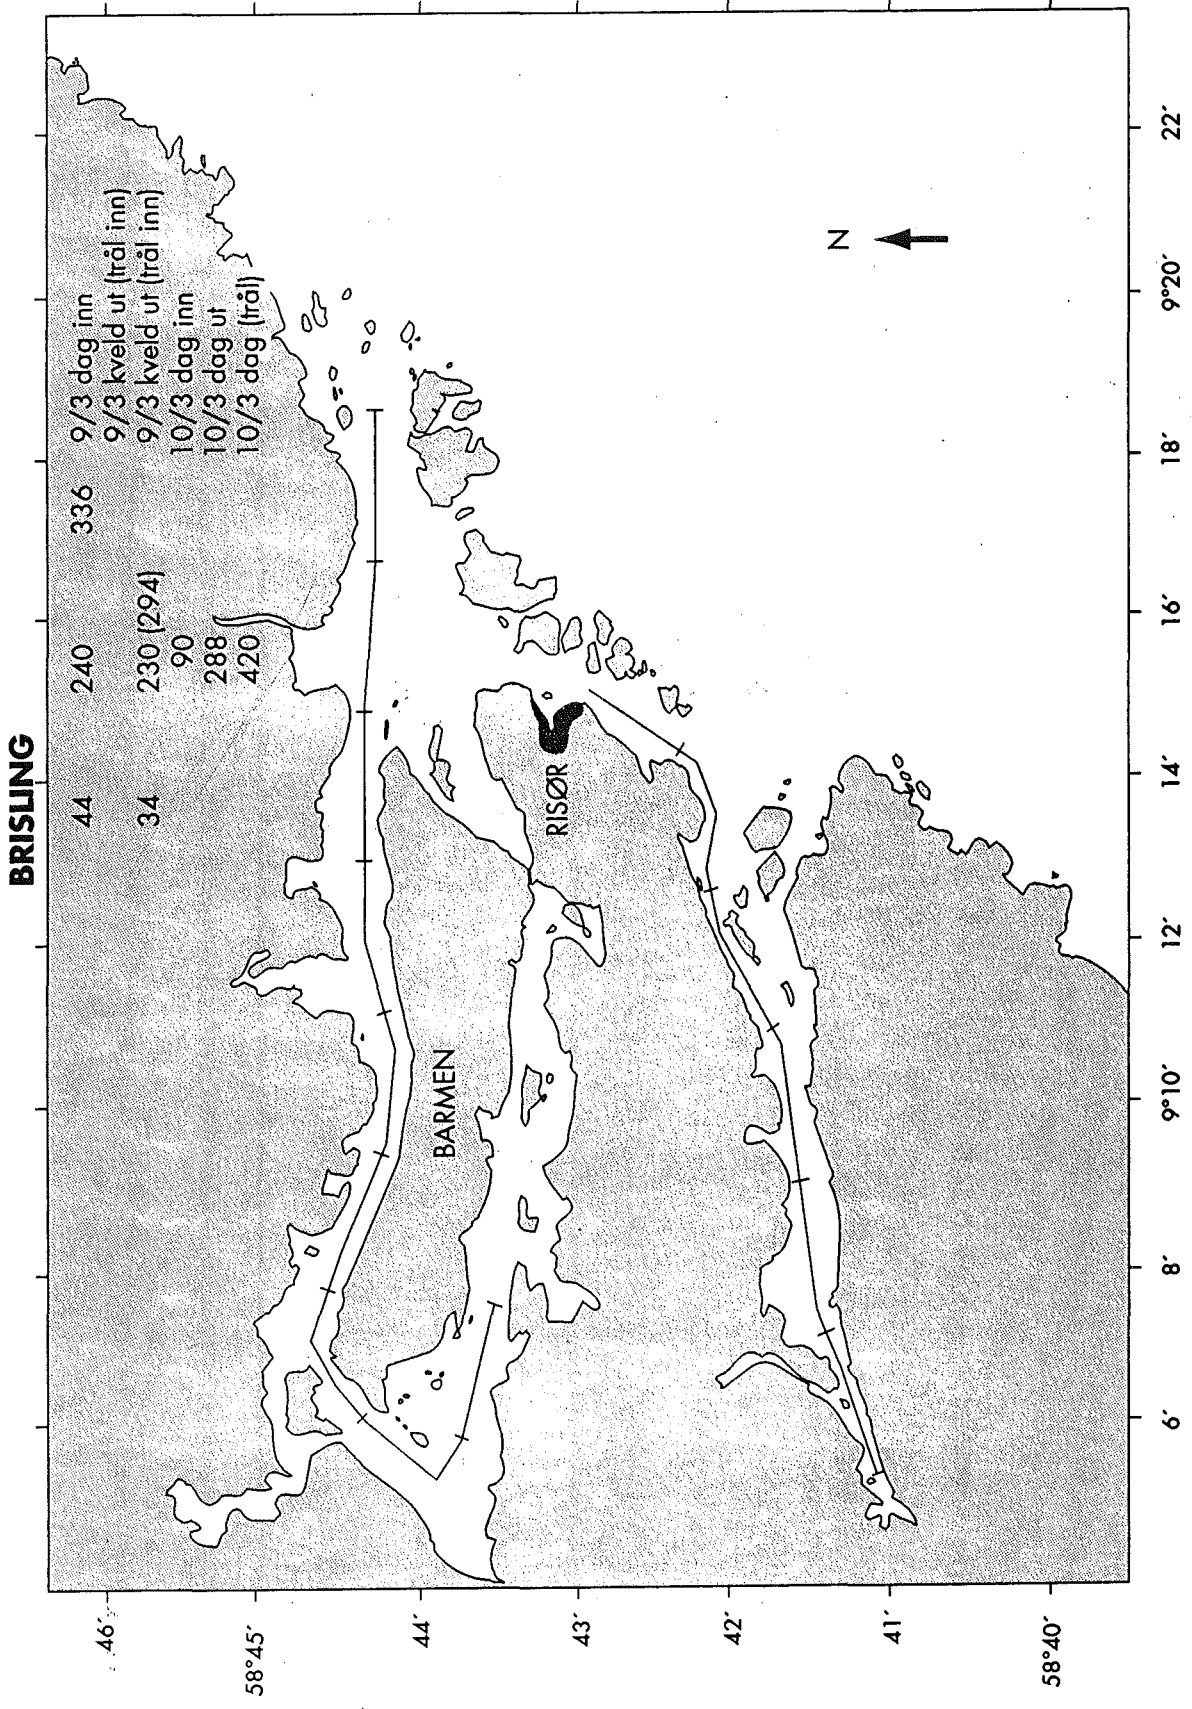 BRISLING
44 240 336 9/3 dag inn
9/3 kveld ut (trål inn)
34 230 (294) 9/3 kveld ut (trål inn)
90 10/3 dag inn
288 10/3 dag ut
420 10/3 dag (trål)
BARMEN
RISØR
N
46´
58°45´
44´
43´
42´
41´
58°40´
6´
8´
9°10´
12´
14´
16´
18´
9°20´
22´